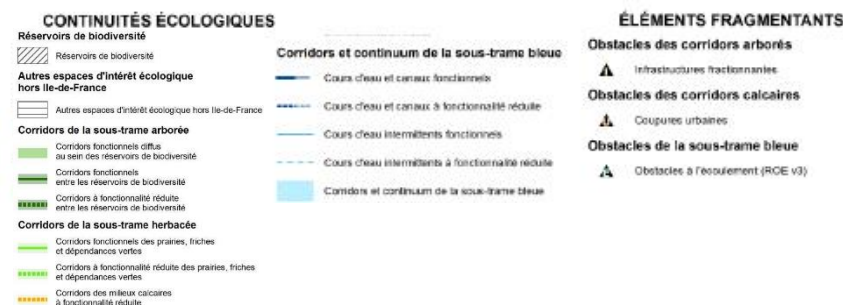 CONTINUITÉS ÉCOLOGIQUES
Réservoirs de biodiversité
Réservoirs de biodiversité
Autres espaces d'intérêt écologique
hors Ile-de-France
Autres espaces d'intérêt écologique hors Ile-de-France
Corridors de la sous-trame arborée
Corridors fonctionnels diffus
au sein des réservoirs de biodiversité
Corridors fonctionnels
entre les réservoirs de biodiversité
Corridors à fonctionnalité réduite
entre les réservoirs de biodiversité
Corridors de la sous-trame herbacée
Corridors fonctionnels des prairies, friches
et dépendances vertes
Corridors à fonctionnalité réduite des prairies, friches
et dépendances vertes
Corridors des milieux calcaires
à fonctionnalité réduite
Corridors et continuum de la sous-trame bleue
Cours d'eau et canaux fonctionnels
Cours d'eau et canaux à fonctionnalité réduite
Cours d'eau intermittents fonctionnels
Cours d'eau intermittents à fonctionnalité réduite
Corridors et continuum de la sous-trame bleue
ÉLÉMENTS FRAGMENTANTS
Obstacles des corridors arborés
Infrastructures fractionnantes
Obstacles des corridors calcaires
Coupures urbaines
Obstacles de la sous-trame bleue
Obstacles à l'écoulement (ROE v3)